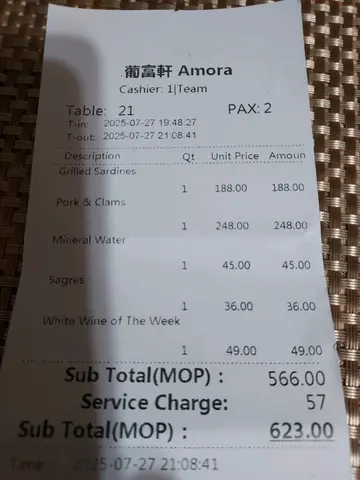 葡富軒 Amora
Cashier: 1|Team
Table: 21 PAX: 2
T-in: 2025-07-27 19:48:27
T-out: 2025-07-27 21:08:41
Description Qt Unit Price Amoun
Grilled Sardines
1 188.00 188.00
Pork & Clams
1 248.00 248.00
Mineral Water
1 45.00 45.00
Sagres
1 36.00 36.00
White Wine of The Week
1 49.00 49.00
Sub Total(MOP) : 566.00
Service Charge: 57
Sub Total(MOP) : 623.00
Time : 2025-07-27 21:08:41